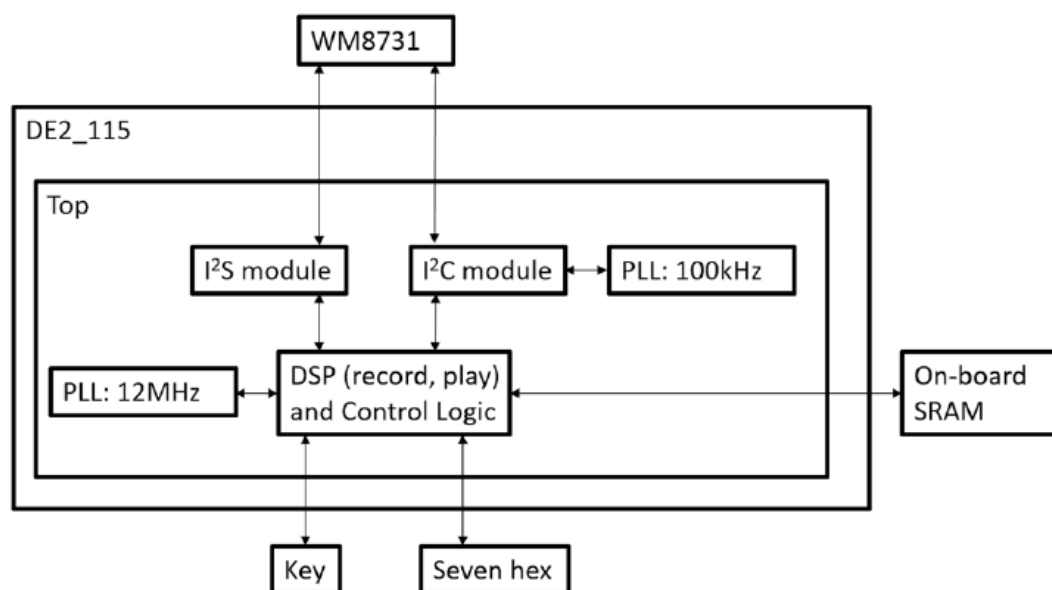 WM8731
DE2_115
Top
I²S module
I²C module
PLL: 100kHz
PLL: 12MHz
DSP (record, play)
and Control Logic
On-board
SRAM
Key
Seven hex